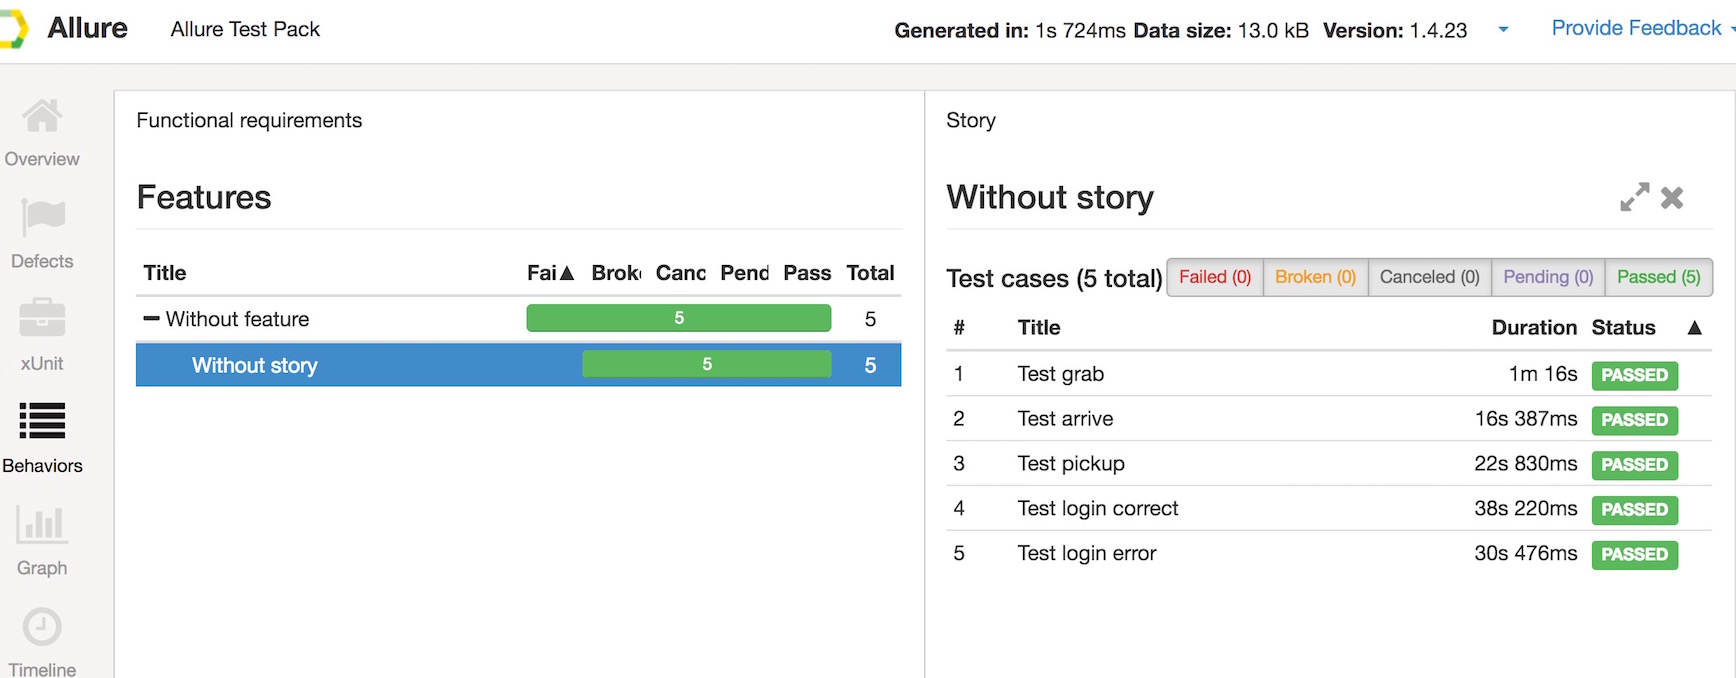 Allure Allure Test Pack Generated in: 1s 724ms Data size: 13.0 kB Version: 1.4.23 Provide Feedback
Overview
Defects
xUnit
Behaviors
Graph
Timeline
Functional requirements
Features
Title Fai▲ Brok Canc Pend Pass Total
Without feature 5 5
Without story 5 5
Story
Without story
Test cases (5 total) Failed (0) Broken (0) Canceled (0) Pending (0) Passed (5)
# Title Duration Status ▲
1 Test grab 1m 16s PASSED
2 Test arrive 16s 387ms PASSED
3 Test pickup 22s 830ms PASSED
4 Test login correct 38s 220ms PASSED
5 Test login error 30s 476ms PASSED